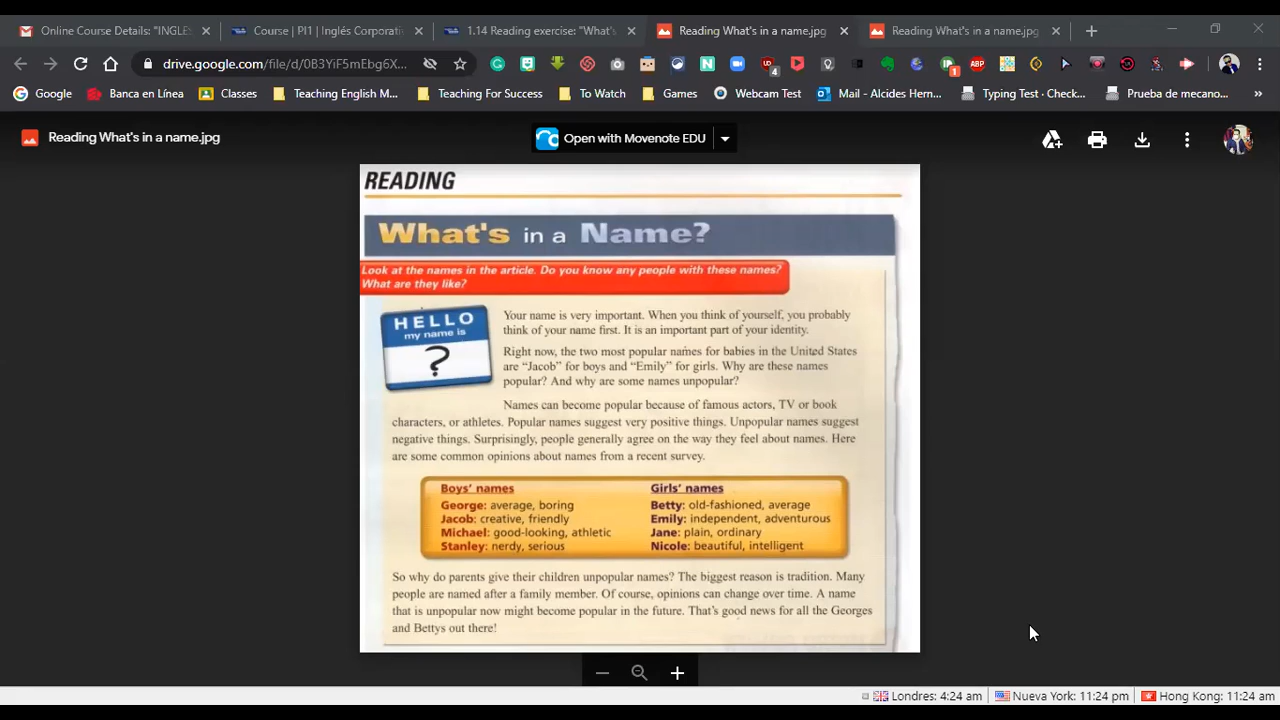 Online Course Details: "INGLES
Course | PI1 | Inglés Corporati
1.14 Reading exercise: "What's
Reading What's in a name.jpg
Reading What's in a name.jpg
drive.google.com/file/d/0B3YiF5mEbg6X...
4
1
ABP
Google
Banca en Línea
Classes
Teaching English M...
Teaching For Success
To Watch
Games
Webcam Test
Mail - Alcides Hern...
Typing Test - Check...
Prueba de mecano...
Reading What's in a name.jpg
Open with Movenote EDU
READING
What's in a Name?
Look at the names in the article. Do you know any people with these names?
What are they like?
HELLO
my name is
?
Your name is very important. When you think of yourself, you probably
think of your name first. It is an important part of your identity.
Right now, the two most popular names for babies in the United States
are “Jacob” for boys and “Emily” for girls. Why are these names
popular? And why are some names unpopular?
Names can become popular because of famous actors, TV or book
characters, or athletes. Popular names suggest very positive things. Unpopular names suggest
negative things. Surprisingly, people generally agree on the way they feel about names. Here
are some common opinions about names from a recent survey.
Boys' names
George: average, boring
Jacob: creative, friendly
Michael: good-looking, athletic
Stanley: nerdy, serious
Girls' names
Betty: old-fashioned, average
Emily: independent, adventurous
Jane: plain, ordinary
Nicole: beautiful, intelligent
So why do parents give their children unpopular names? The biggest reason is tradition. Many
people are named after a family member. Of course, opinions can change over time. A name
that is unpopular now might become popular in the future. That's good news for all the Georges
and Bettys out there!
Londres: 4:24 am
Nueva York: 11:24 pm
Hong Kong: 11:24 am